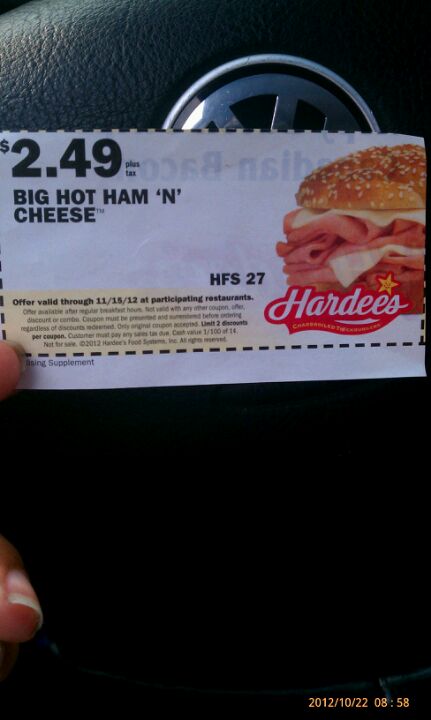 $2.49 plus tax
BIG HOT HAM 'N'
CHEESE™
HFS 27
Offer valid through 11/15/12 at participating restaurants.
Offer available after regular breakfast hours. Not valid with any other coupon, offer,
discount or combo. Coupon must be presented and surrendered before ordering
regardless of discounts redeemed. Only original coupon accepted. Limit 2 discounts
per coupon. Customer must pay any sales tax due. Cash value 1/100 of 1¢.
Not for sale. ©2012 Hardee's Food Systems, Inc. All rights reserved.
Hardee's
CHARBROILED THICKBURGERS
ising Supplement
2012/10/22 08:58